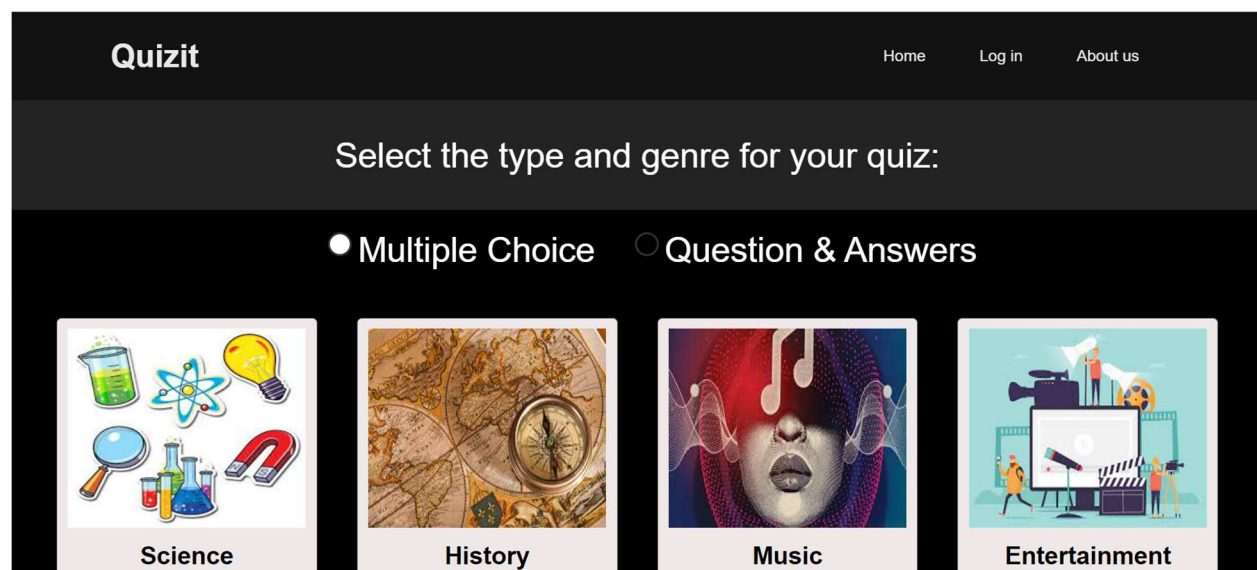 Quizit
Home Log in About us
Select the type and genre for your quiz:
Multiple Choice Question & Answers
Science History Music Entertainment